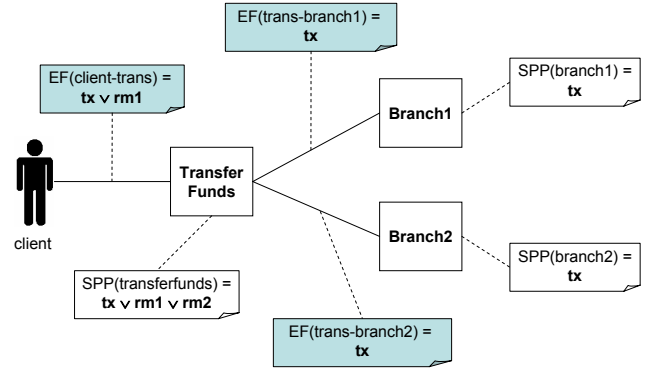 EF(trans-branch1) =
tx
EF(client-trans) =
tx ∨ rm1
SPP(branch1) =
tx
Branch1
Transfer
Funds
client
Branch2
SPP(branch2) =
tx
SPP(transferfunds) =
tx ∨ rm1 ∨ rm2
EF(trans-branch2) =
tx